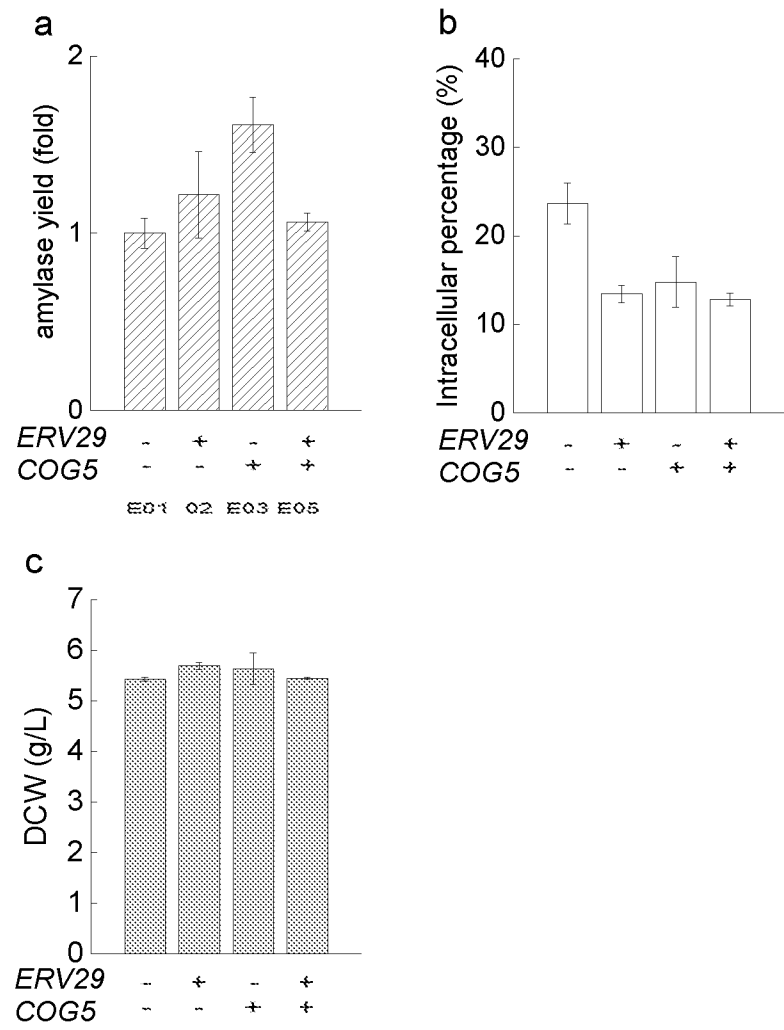 a
2
1
0
amylase yield (fold)
ERV29 - + - +
COG5 - - + +
E01 02 E03 E05
b
40
30
20
10
0
Intracellular percentage (%)
ERV29 - + - +
COG5 - - + +
c
7
6
5
4
3
2
1
0
DCW (g/L)
ERV29 - + - +
COG5 - - + +